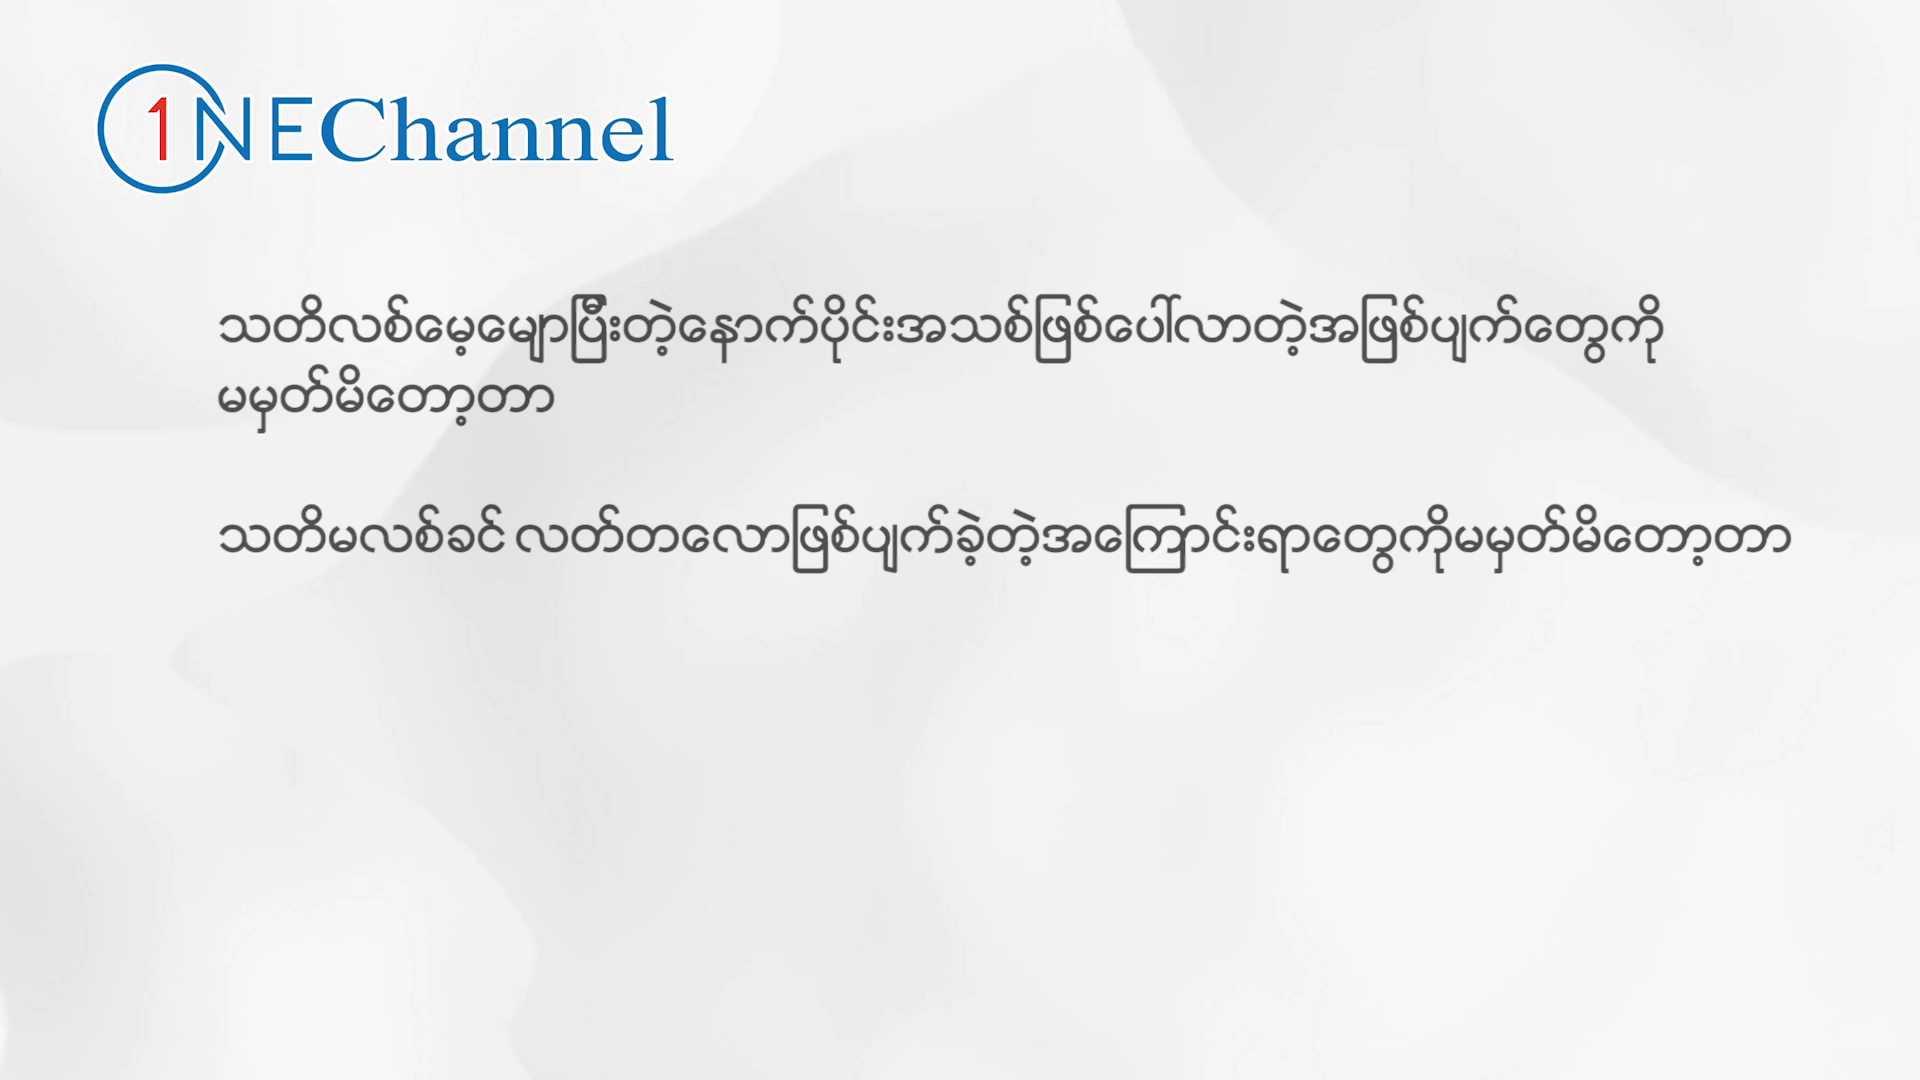 1NEChannel
သတိလစ်မေ့မျောပြီးတဲ့နောက်ပိုင်းအသစ်ဖြစ်ပေါ်လာတဲ့အဖြစ်ပျက်တွေကို
မမှတ်မိတော့တာ
သတိမလစ်ခင် လတ်တလောဖြစ်ပျက်ခဲ့တဲ့အကြောင်းရာတွေကိုမမှတ်မိတော့တာ